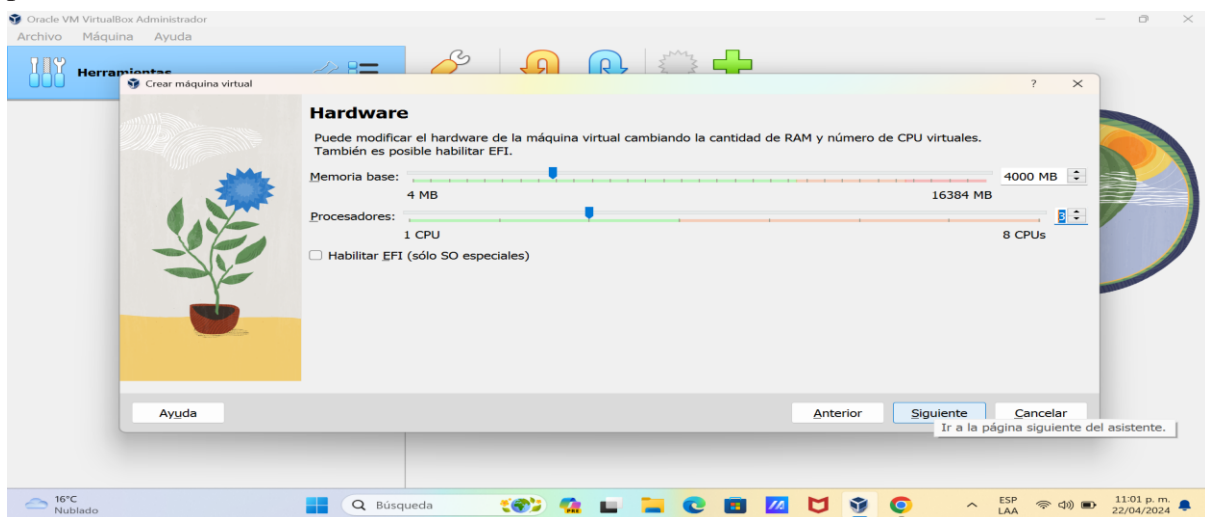 Oracle VM VirtualBox Administrador
Archivo Máquina Ayuda
Herramientas
Crear máquina virtual
Hardware
Puede modificar el hardware de la máquina virtual cambiando la cantidad de RAM y número de CPU virtuales.
También es posible habilitar EFI.
Memoria base: 4000 MB
4 MB 16384 MB
Procesadores: 3
1 CPU 8 CPUs
Habilitar EFI (sólo SO especiales)
Ayuda Anterior Siguiente Cancelar
Ir a la página siguiente del asistente.
16°C
Nublado
Búsqueda
PRE
ESP
LAA
11:01 p. m.
22/04/2024